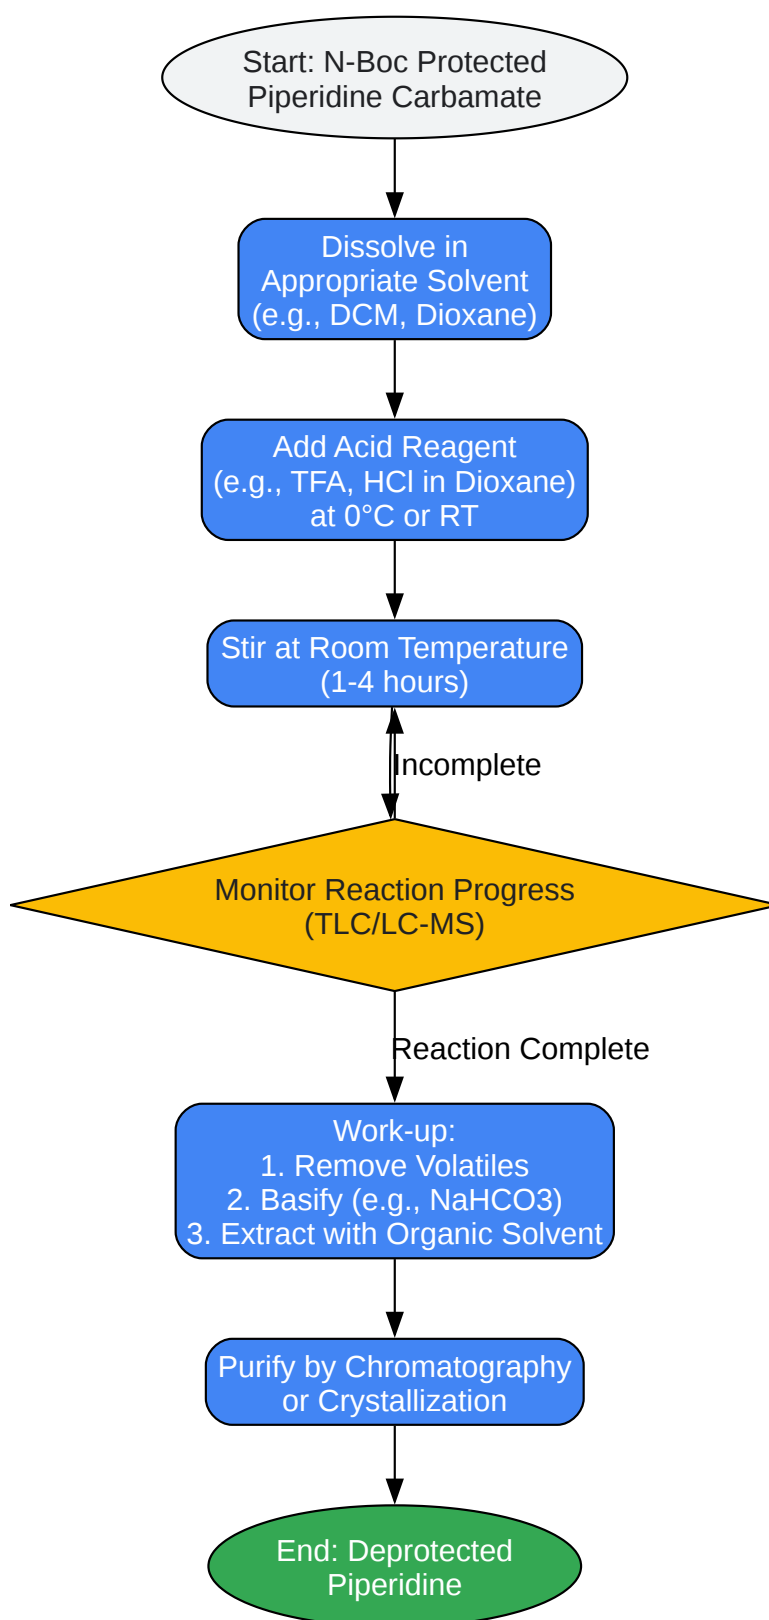 Start: N-Boc Protected
Piperidine Carbamate
Dissolve in
Appropriate Solvent
(e.g., DCM, Dioxane)
Add Acid Reagent
(e.g., TFA, HCl in Dioxane)
at 0°C or RT
Stir at Room Temperature
(1-4 hours)
Incomplete
Monitor Reaction Progress
(TLC/LC-MS)
Reaction Complete
Work-up:
1. Remove Volatiles
2. Basify (e.g., NaHCO3)
3. Extract with Organic Solvent
Purify by Chromatography
or Crystallization
End: Deprotected
Piperidine